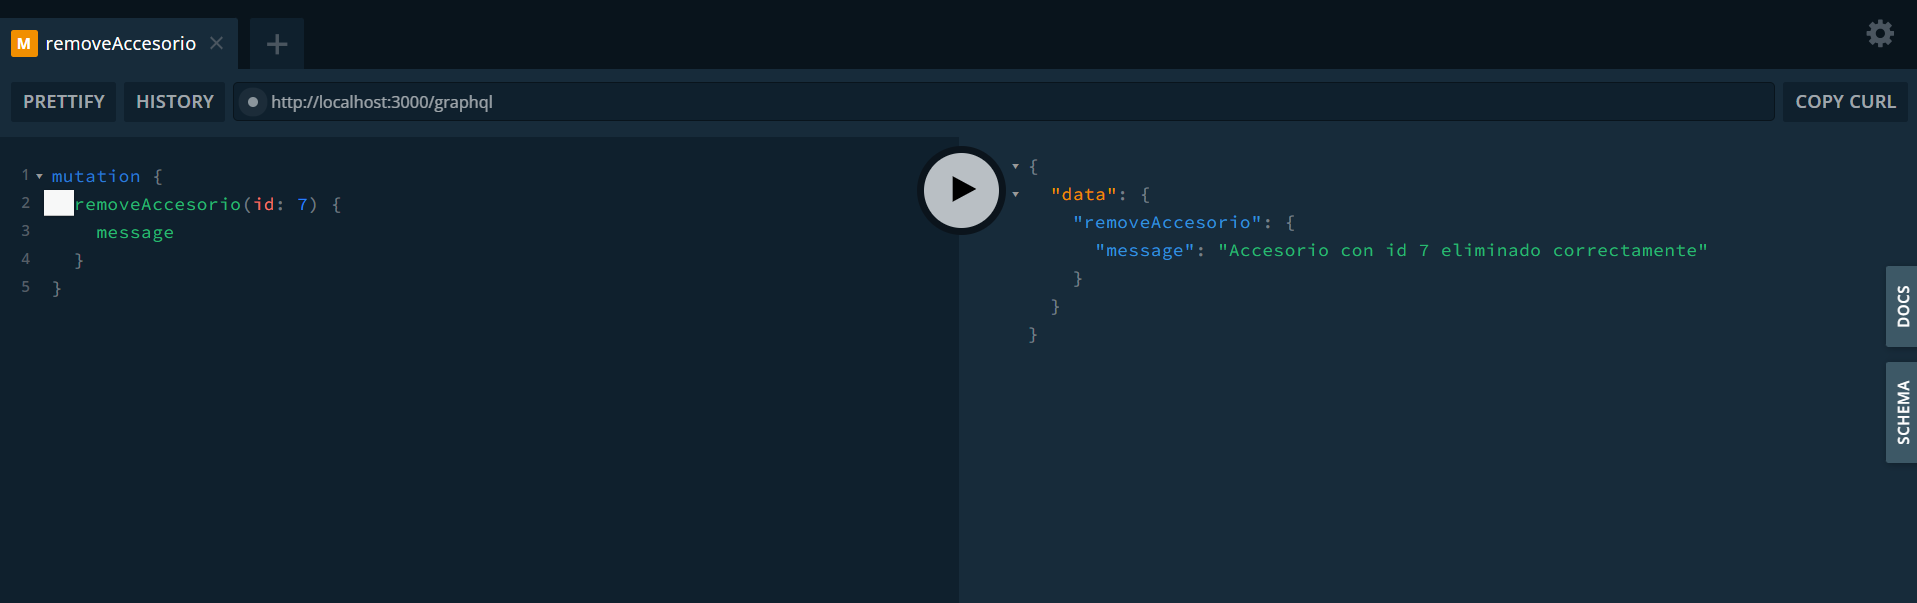 M removeAccesorio
PRETTIFY HISTORY http://localhost:3000/graphql COPY CURL
1 mutation {
2 removeAccesorio(id: 7) {
3 message
4 }
5 }
{
"data": {
"removeAccesorio": {
"message": "Accesorio con id 7 eliminado correctamente"
}
}
}
DOCS
SCHEMA